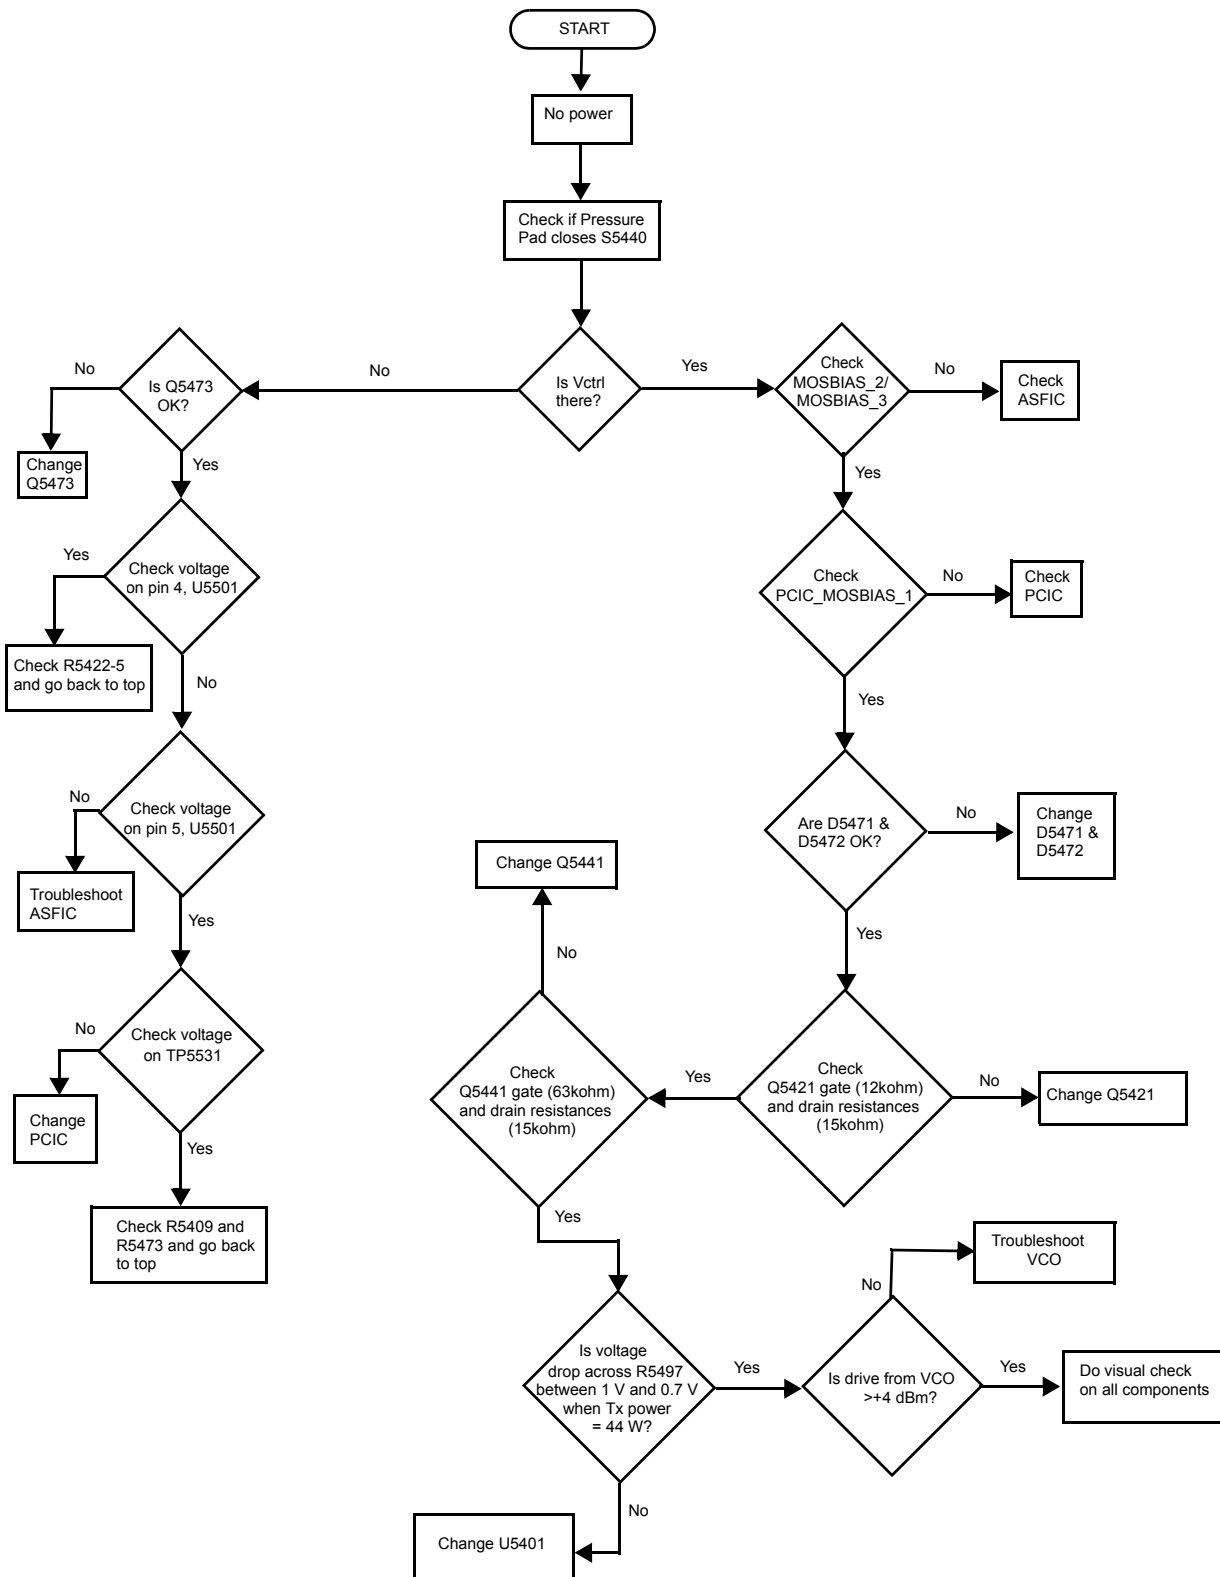 START
No power
Check if Pressure
Pad closes S5440
Is Vctrl
there?
No
Yes
Is Q5473
OK?
No
Change
Q5473
Yes
Check voltage
on pin 4, U5501
Yes
Check R5422-5
and go back to top
No
Check voltage
on pin 5, U5501
No
Troubleshoot
ASFIC
Yes
Check voltage
on TP5531
No
Change
PCIC
Yes
Check R5409 and
R5473 and go back
to top
Check
MOSBIAS_2/
MOSBIAS_3
No
Check
ASFIC
Yes
Check
PCIC_MOSBIAS_1
No
Check
PCIC
Yes
Are D5471 &
D5472 OK?
No
Change
D5471 &
D5472
Yes
Check
Q5421 gate (12kohm)
and drain resistances
(15kohm)
No
Change Q5421
Yes
Check
Q5441 gate (63kohm)
and drain resistances
(15kohm)
No
Change Q5441
Yes
Is voltage
drop across R5497
between 1 V and 0.7 V
when Tx power
= 44 W?
No
Change U5401
Yes
Is drive from VCO
>+4 dBm?
No
Troubleshoot
VCO
Yes
Do visual check
on all components